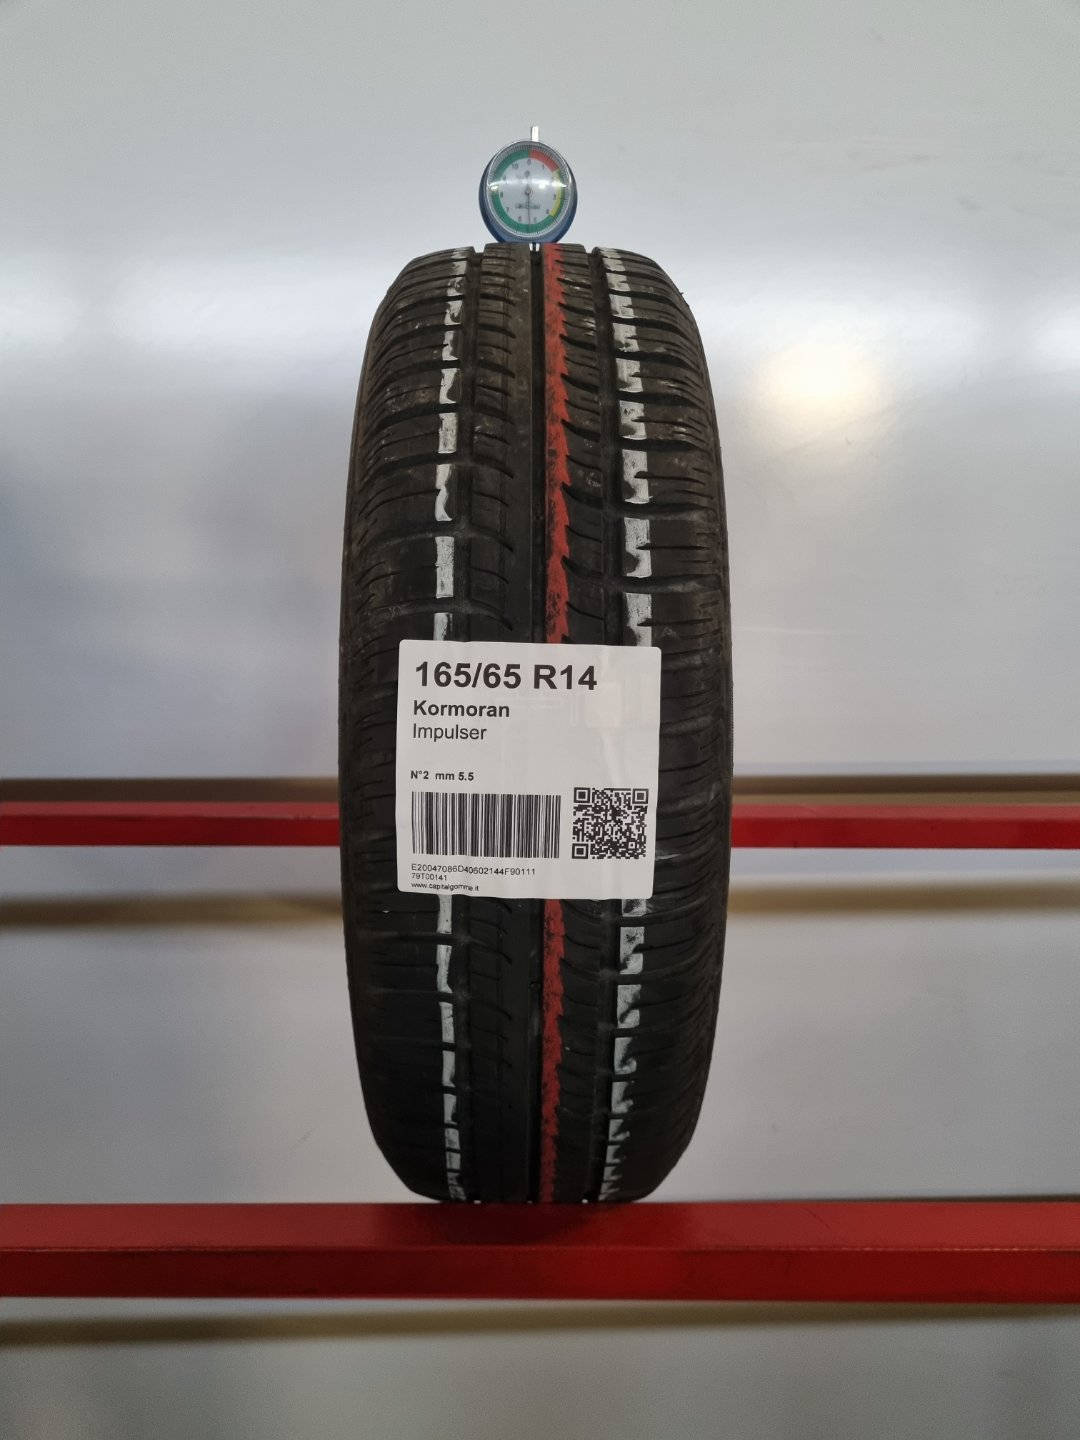 165/65 R14
Kormoran
Impulser
N°2 mm 5.5
E20047086D40602144F90111
79T00141
www.capitalgomme.it